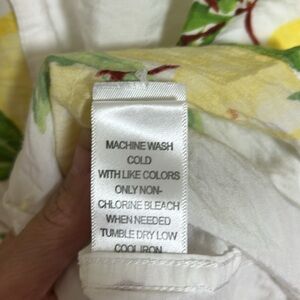 MACHINE WASH
COLD
WITH LIKE COLORS
ONLY NON-
CHLORINE BLEACH
WHEN NEEDED
TUMBLE DRY LOW
COOL IRON